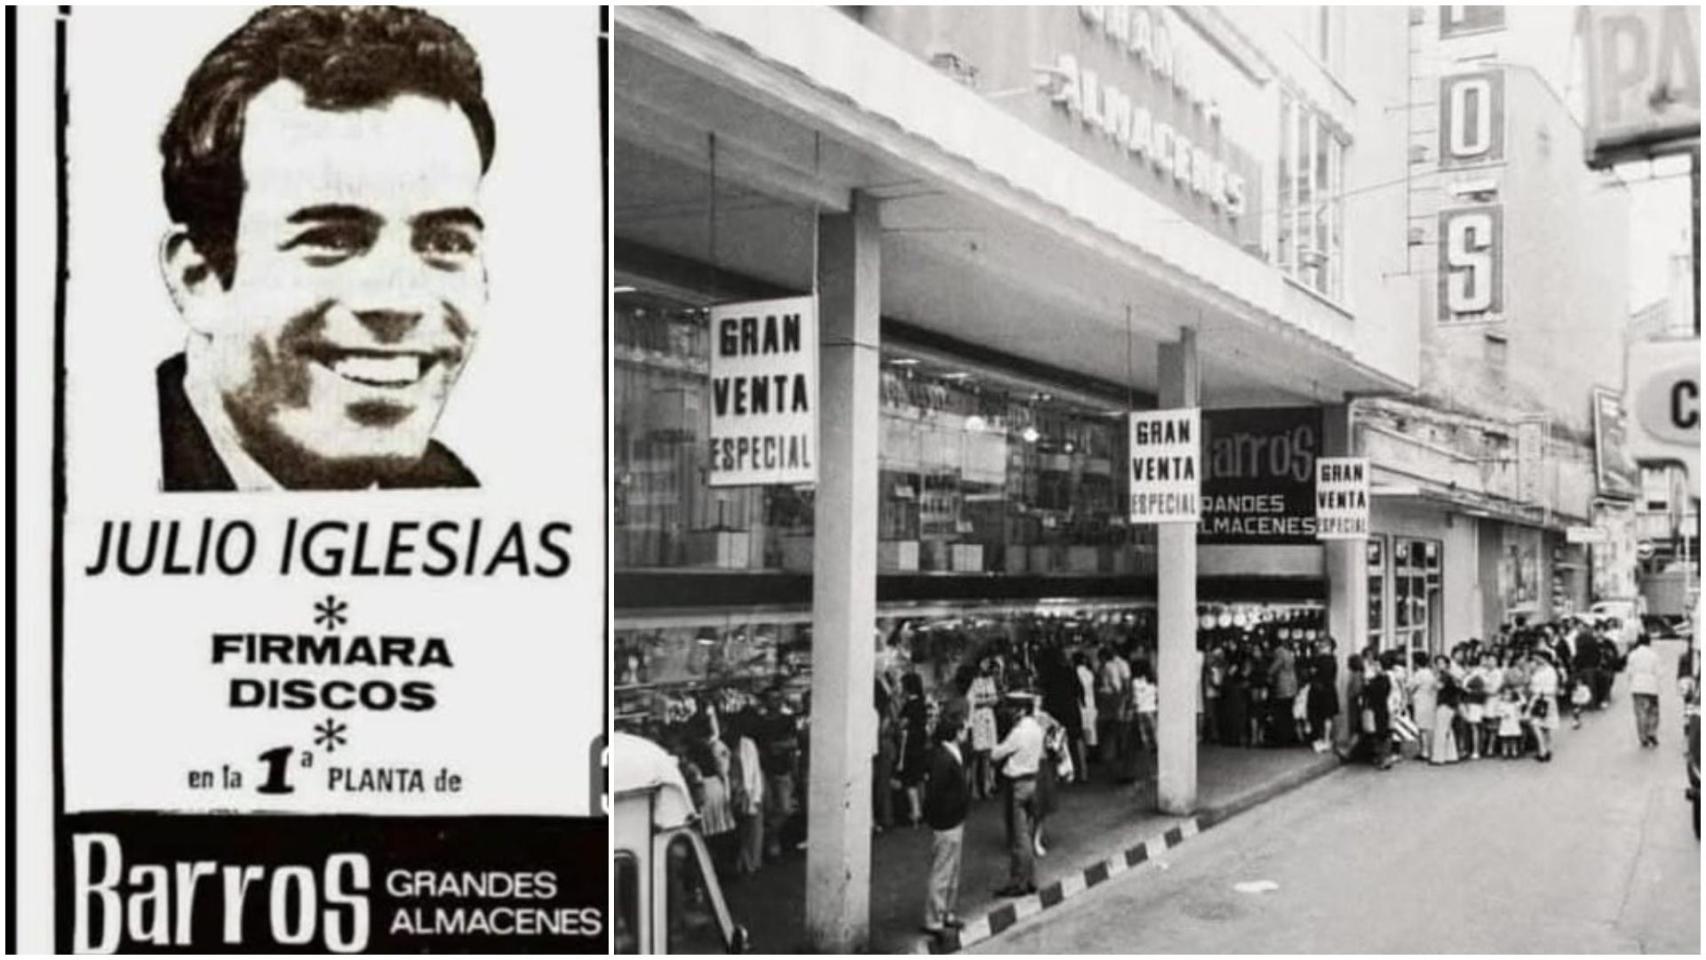 JULIO IGLESIAS
*
FIRMARA
DISCOS
*
en la 1ª PLANTA de
Barros GRANDES
ALMACENES
ALMACENES
O
S
PA
C
GRAN
VENTA
ESPECIAL
GRAN
VENTA
ESPECIAL
Barros
GRANDES
ALMACENES
GRAN
VENTA
ESPECIAL